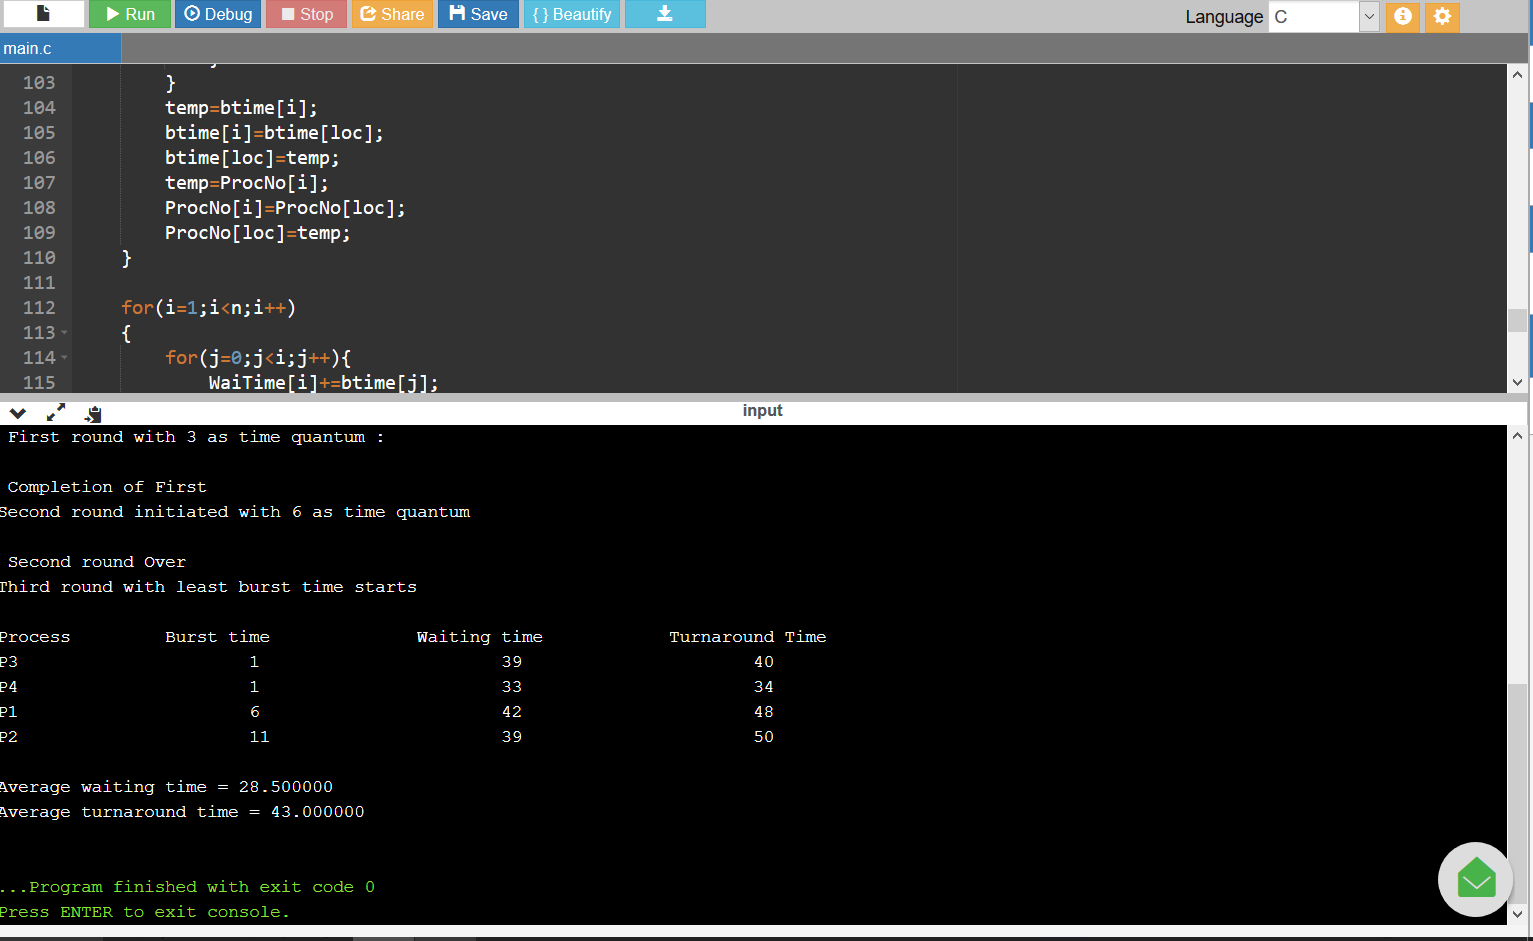 Run Debug Stop Share Save { } Beautify Language C
main.c
103 }
104 temp=btime[i];
105 btime[i]=btime[loc];
106 btime[loc]=temp;
107 temp=ProcNo[i];
108 ProcNo[i]=ProcNo[loc];
109 ProcNo[loc]=temp;
110 }
111
112 for(i=1;i<n;i++)
113 {
114 for(j=0;j<i;j++){
115 WaiTime[i]+=btime[j];
input
First round with 3 as time quantum :
Completion of First
Second round initiated with 6 as time quantum
Second round Over
Third round with least burst time starts
Process Burst time Waiting time Turnaround Time
P3 1 39 40
P4 1 33 34
P1 6 42 48
P2 11 39 50
Average waiting time = 28.500000
Average turnaround time = 43.000000
...Program finished with exit code 0
Press ENTER to exit console.